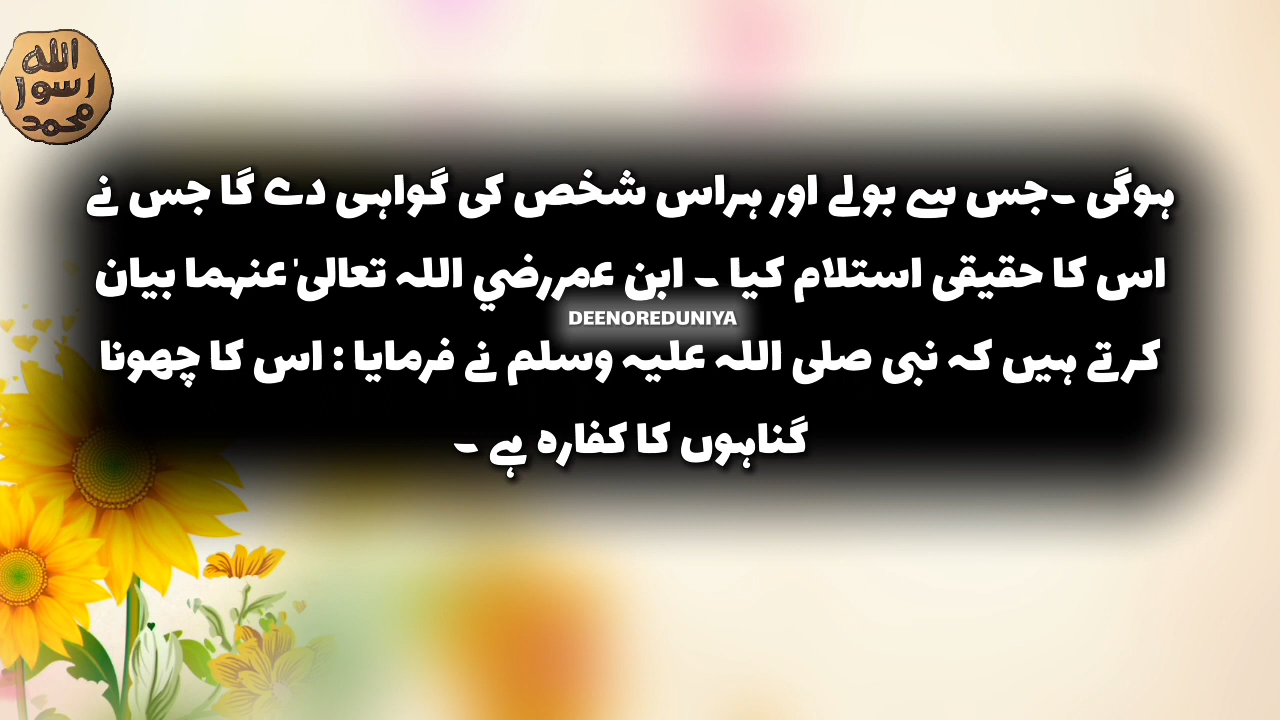 الله
رسول
محمد
ہوگی ۔جس سے بولے اور ہراس شخص کی گواہی دے گا جس نے
اس کا حقیقی استلام کیا ۔ ابن عمررضي اللہ تعالیٰ عنہما بیان
DEENOREDUNIYA
کرتے ہیں کہ نبی صلی اللہ علیہ وسلم نے فرمایا : اس کا چھونا
گناہوں کا کفارہ ہے ۔